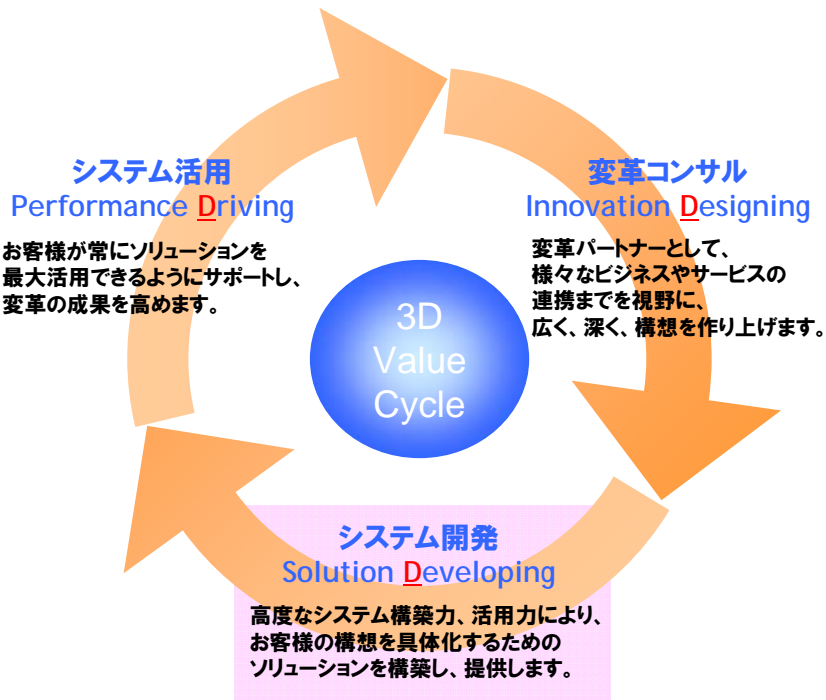 システム活用
Performance Driving
お客様が常にソリューションを
最大活用できるようにサポートし、
変革の成果を高めます。
変革コンサル
Innovation Designing
変革パートナーとして、
様々なビジネスやサービスの
連携までを視野に、
広く、深く、構想を作り上げます。
3D
Value
Cycle
システム開発
Solution Developing
高度なシステム構築力、活用力により、
お客様の構想を具体化するための
ソリューションを構築し、提供します。